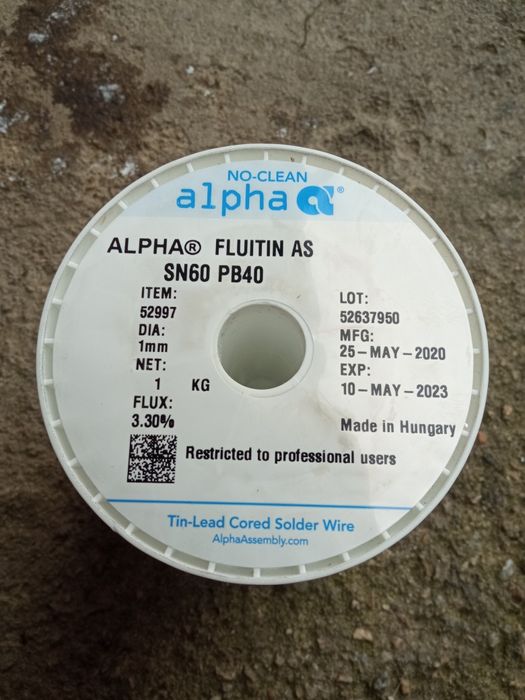 NO-CLEAN
alpha®
ALPHA® FLUITIN AS
SN60 PB40
ITEM:
52997
DIA:
1mm
NET:
1 KG
FLUX:
3.30%
LOT:
52637950
MFG:
25-MAY-2020
EXP:
10-MAY-2023
Made in Hungary
Restricted to professional users
Tin-Lead Cored Solder Wire
AlphaAssembly.com